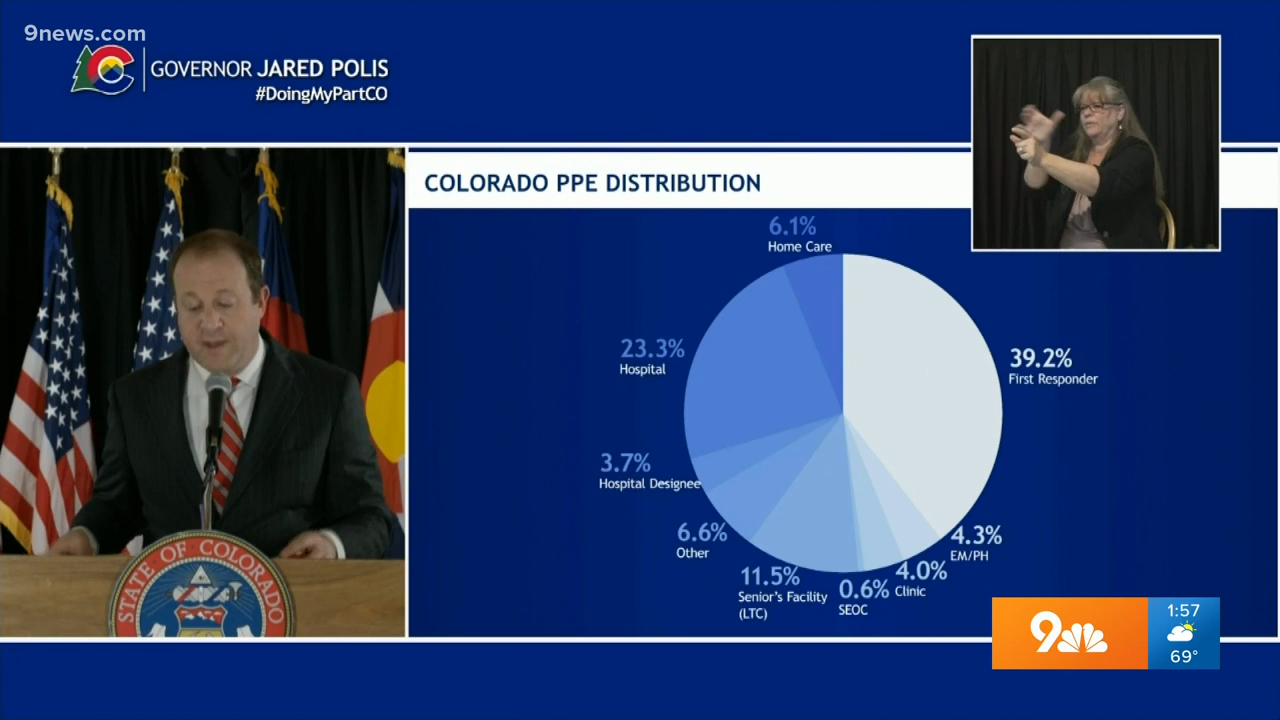 9news.com
GOVERNOR JARED POLIS
#DoingMyPartCO
COLORADO PPE DISTRIBUTION
6.1%
Home Care
39.2%
First Responder
23.3%
Hospital
3.7%
Hospital Designee
6.6%
Other
4.3%
EM/PH
11.5%
Senior's Facility
(LTC)
0.6%
SEOC
4.0%
Clinic
STATE OF COLORADO
9
1:57
69°